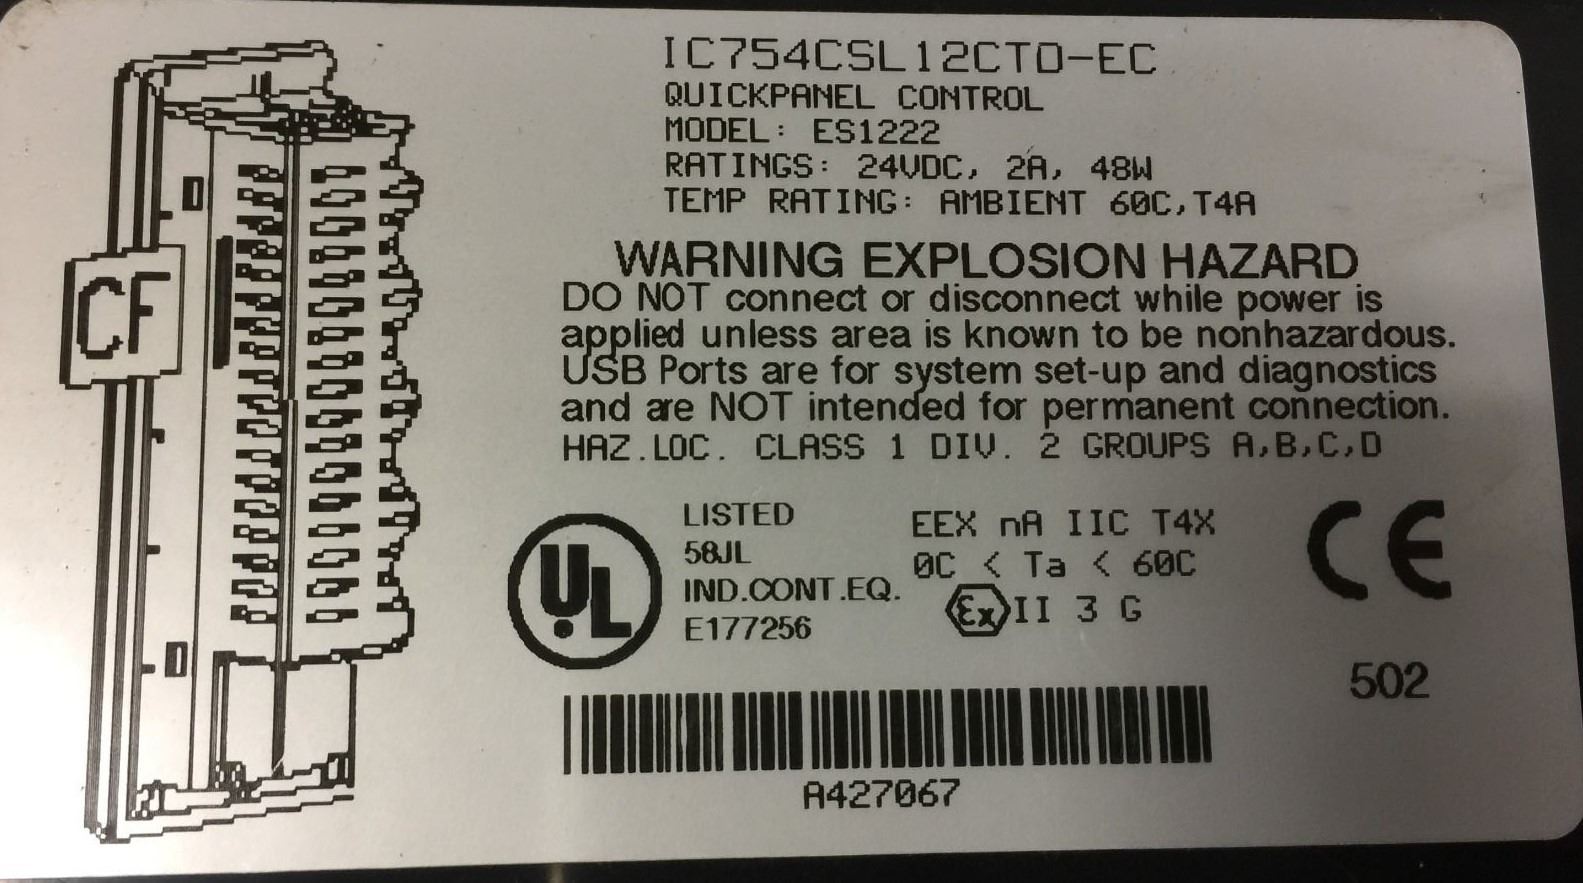 IC754CSL12CTD-EC
QUICKPANEL CONTROL
MODEL: ES1222
RATINGS: 24VDC, 2A, 48W
TEMP RATING: AMBIENT 60C,T4A
WARNING EXPLOSION HAZARD
DO NOT connect or disconnect while power is
applied unless area is known to be nonhazardous.
USB Ports are for system set-up and diagnostics
and are NOT intended for permanent connection.
HAZ.LOC. CLASS 1 DIV. 2 GROUPS A,B,C,D
CF
UL
LISTED
58JL
IND.CONT.EQ.
E177256
EEX nA IIC T4X
0C < Ta < 60C
Ex II 3 G
CE
502
A427067